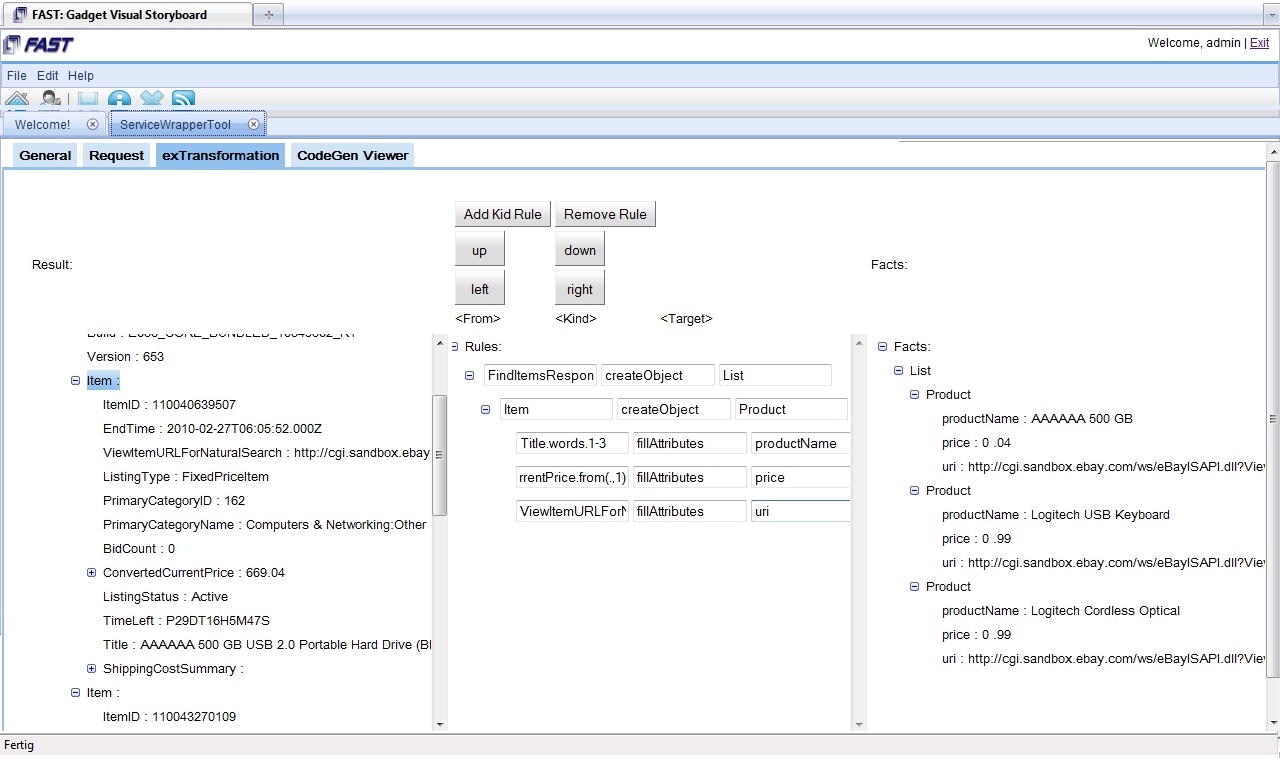 FAST: Gadget Visual Storyboard
FAST
Welcome, admin | Exit
File Edit Help
Welcome! ServiceWrapperTool
General Request exTransformation CodeGen Viewer
Add Kid Rule Remove Rule
up down
Result:
Facts:
left right
<From> <Kind> <Target>
Version : 653
Item :
ItemID : 110040639507
EndTime : 2010-02-27T06:05:52.000Z
ViewItemURLForNaturalSearch : http://cgi.sandbox.ebay
ListingType : FixedPriceItem
PrimaryCategoryID : 162
PrimaryCategoryName : Computers & Networking:Other
BidCount : 0
ConvertedCurrentPrice : 669.04
ListingStatus : Active
TimeLeft : P29DT16H5M47S
Title : AAAAAA 500 GB USB 2.0 Portable Hard Drive (Bl
ShippingCostSummary :
Item :
ItemID : 110043270109
Rules:
FindItemsRespon createObject List
Item createObject Product
Title.words.1-3 fillAttributes productName
rrentPrice.from(.,1) fillAttributes price
ViewItemURLForN fillAttributes uri
Facts:
List
Product
productName : AAAAAA 500 GB
price : 0 .04
uri : http://cgi.sandbox.ebay.com/ws/eBayISAPI.dll?View
Product
productName : Logitech USB Keyboard
price : 0 .99
uri : http://cgi.sandbox.ebay.com/ws/eBayISAPI.dll?View
Product
productName : Logitech Cordless Optical
price : 0 .99
uri : http://cgi.sandbox.ebay.com/ws/eBayISAPI.dll?View
Fertig